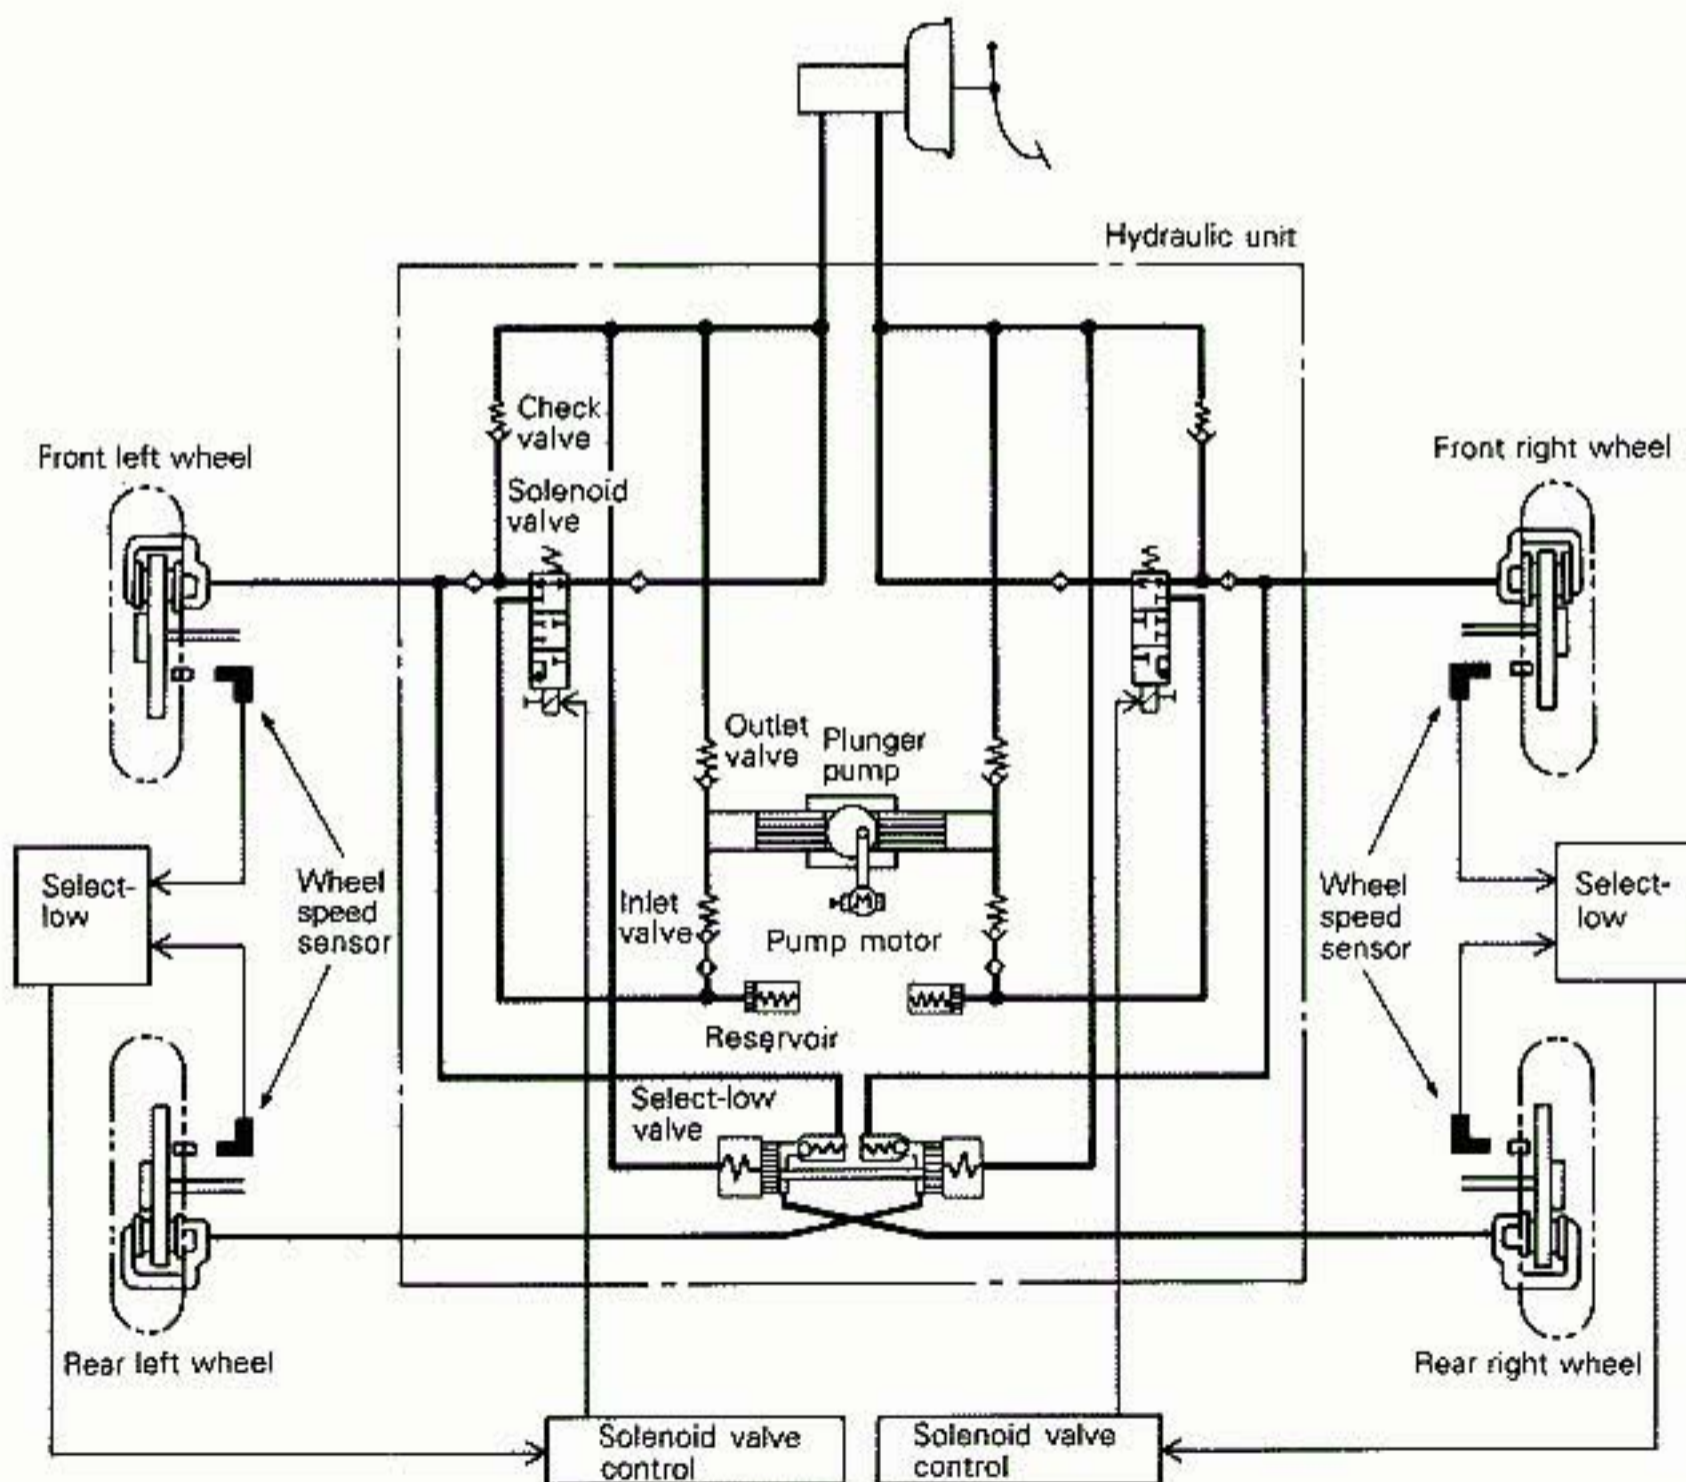 Hydraulic unit
Check
valve
Front left wheel
Front right wheel
Solenoid
valve
Outlet
valve
Plunger
pump
Select-
low
Wheel
speed
sensor
Inlet
valve
M
Pump motor
Wheel
speed
sensor
Select-
low
Reservoir
Select-low
valve
Rear left wheel
Rear right wheel
Solenoid valve
control
Solenoid valve
control